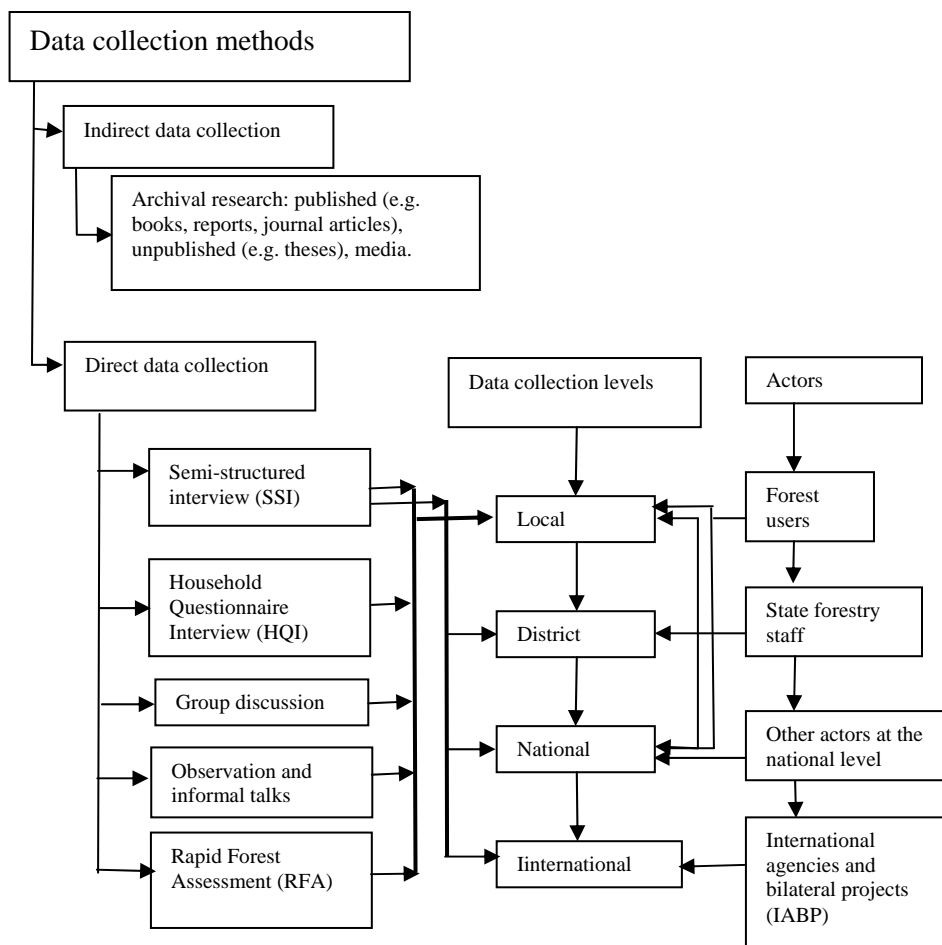 Data collection methods
Indirect data collection
Archival research: published (e.g.
books, reports, journal articles),
unpublished (e.g. theses), media.
Direct data collection
Data collection levels
Actors
Semi-structured
interview (SSI)
Household
Questionnaire
Interview (HQI)
Group discussion
Observation and
informal talks
Rapid Forest
Assessment (RFA)
Local
District
National
Iinternational
Forest
users
State forestry
staff
Other actors at the
national level
International
agencies and
bilateral projects
(IABP)